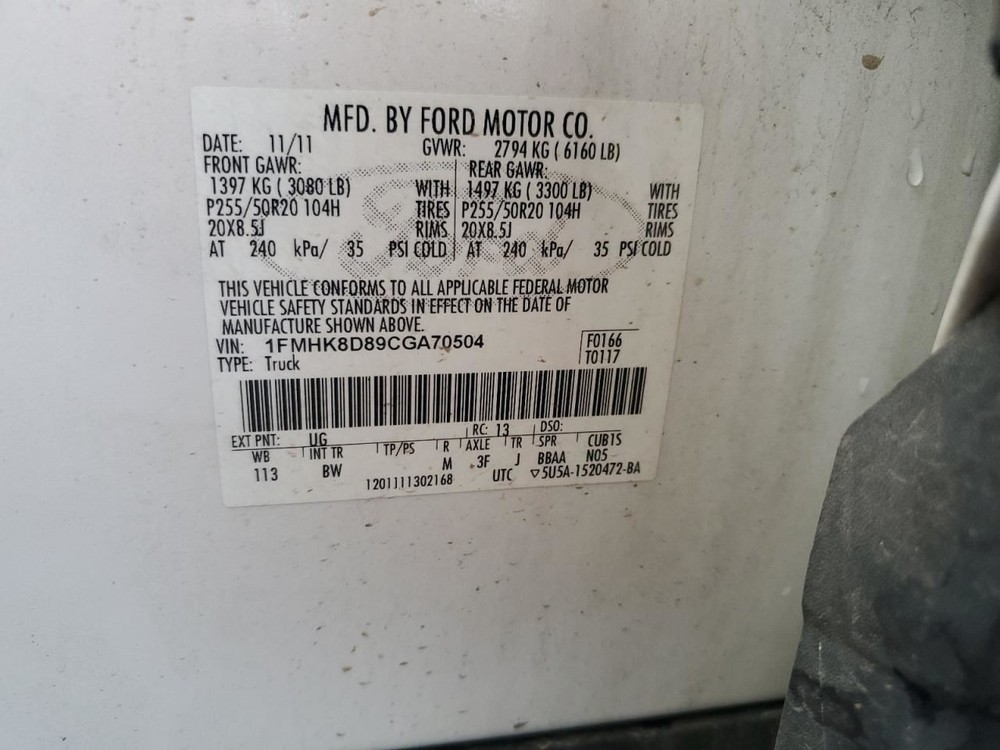 MFD. BY FORD MOTOR CO.
DATE: 11/11 GVWR: 2794 KG ( 6160 LB)
FRONT GAWR: REAR GAWR:
1397 KG ( 3080 LB) WITH 1497 KG ( 3300 LB) WITH
P255/50R20 104H TIRES P255/50R20 104H TIRES
20X8.5J RIMS 20X8.5J RIMS
AT 240 kPa/ 35 PSI COLD AT 240 kPa/ 35 PSI COLD
THIS VEHICLE CONFORMS TO ALL APPLICABLE FEDERAL MOTOR
VEHICLE SAFETY STANDARDS IN EFFECT ON THE DATE OF
MANUFACTURE SHOWN ABOVE.
VIN: 1FMHK8D89CGA70504 F0166
TYPE: Truck T0117
EXT PNT: UG RC: 13 DSO:
WB INT TR TP/PS R AXLE TR SPR CUB1S
113 BW M 3F J BBAA N05
1201111302168 UTC ▽5U5A-1520472-BA